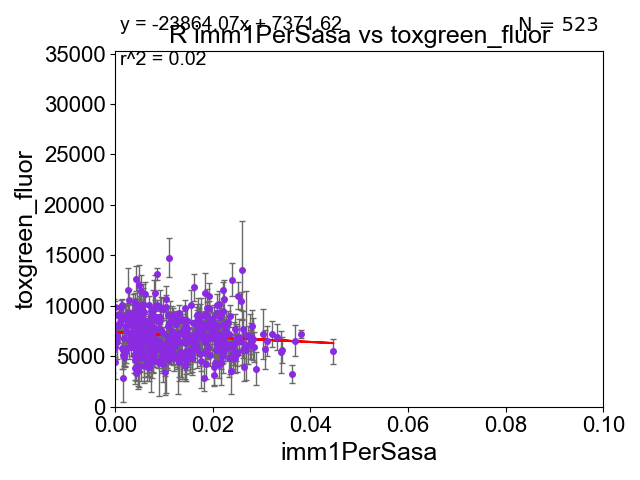 y = -23864.07x + 7371.62
N = 523
R imm1PerSasa vs toxgreen_fluor
r^2 = 0.02
35000
30000
25000
20000
15000
10000
5000
0
toxgreen_fluor
0.00 0.02 0.04 0.06 0.08 0.10
imm1PerSasa